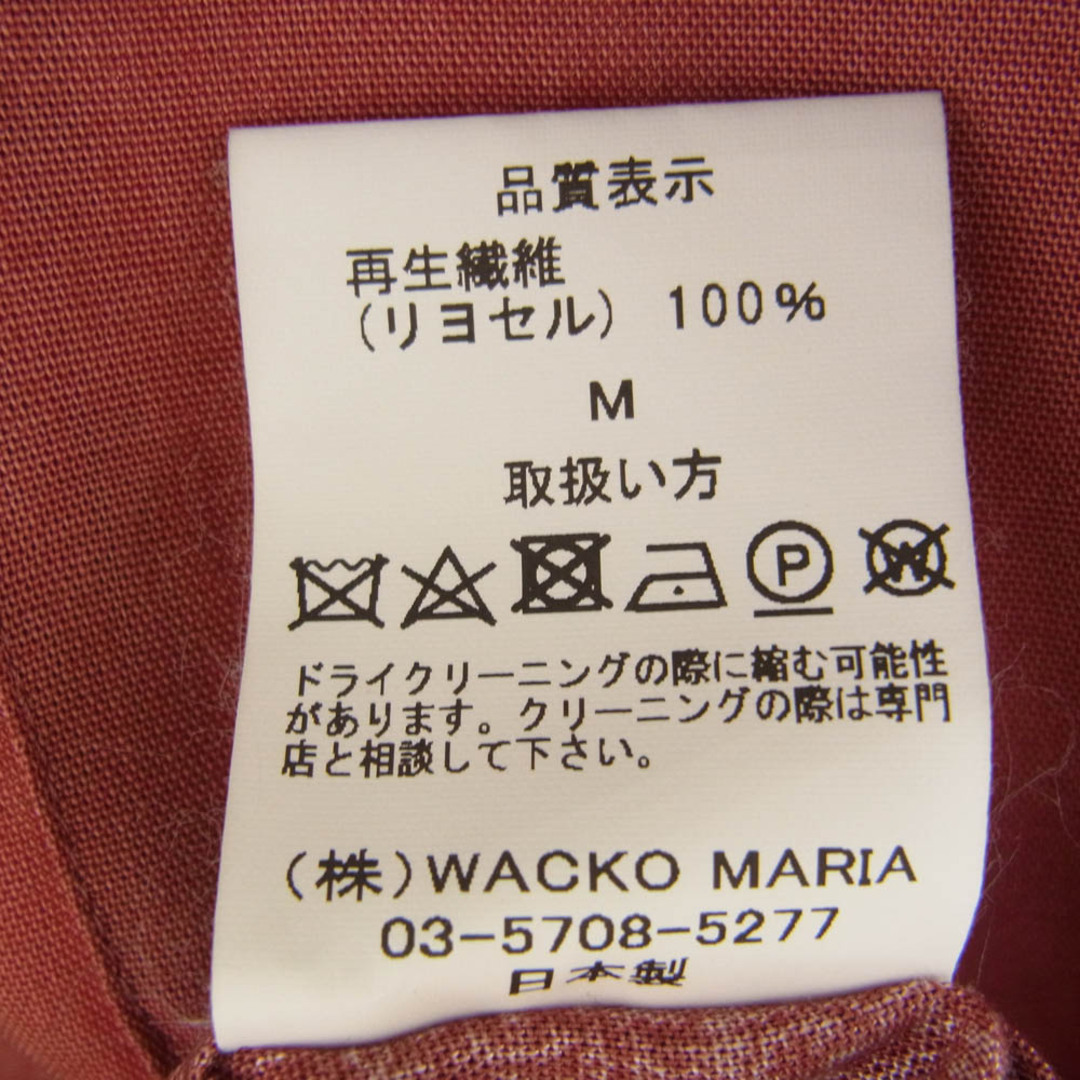 品質表示
再生繊維
(リヨセル) 100%
M
取扱い方
P W
ドライクリーニングの際に縮む可能性
があります。クリーニングの際は専門
店と相談して下さい。
(株)WACKO MARIA
03-5708-5277
日本製